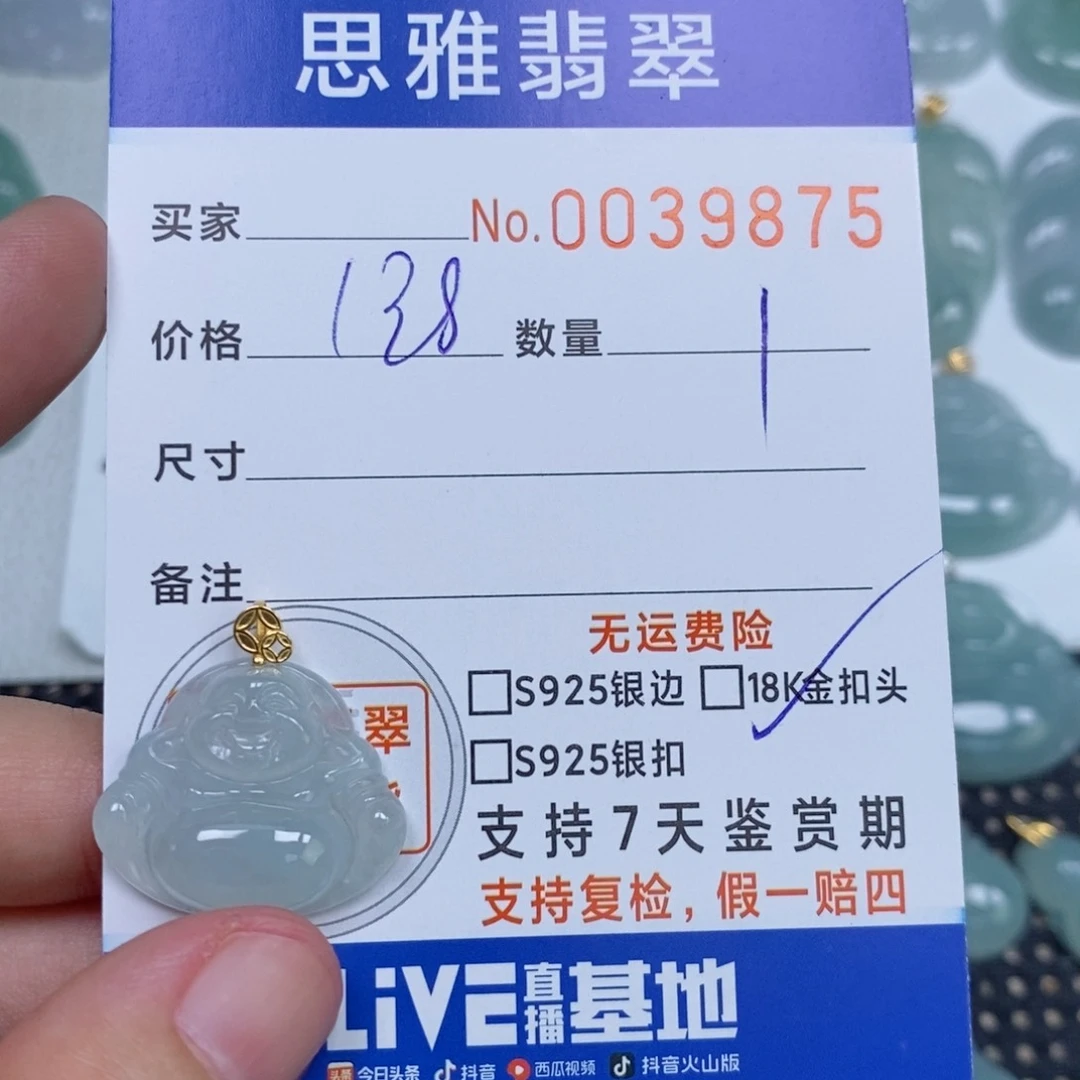 思雅翡翠
买家 No.0039875
价格 138 数量 1
尺寸
备注
无运费险
S925银边 18K金扣头
翠
S925银扣
支持7天鉴赏期
支持复检，假一赔四
LiVE直播基地
头条 今日头条 抖音 西瓜视频 抖音火山版